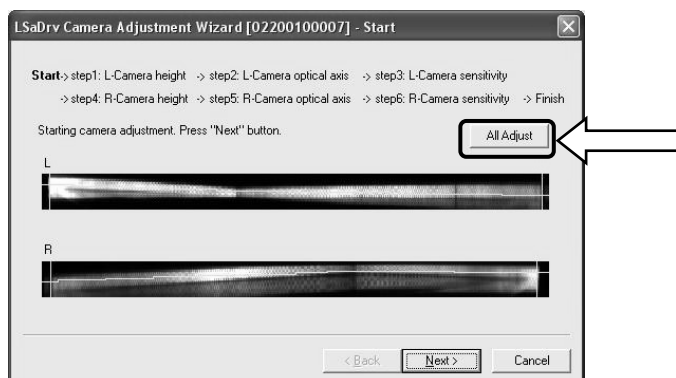 LSaDrv Camera Adjustment Wizard [02200100007] - Start
Start-> step1: L-Camera height -> step2: L-Camera optical axis -> step3: L-Camera sensitivity
-> step4: R-Camera height -> step5: R-Camera optical axis -> step6: R-Camera sensitivity -> Finish
Starting camera adjustment. Press "Next" button.
All Adjust
L
R
< Back
Next >
Cancel